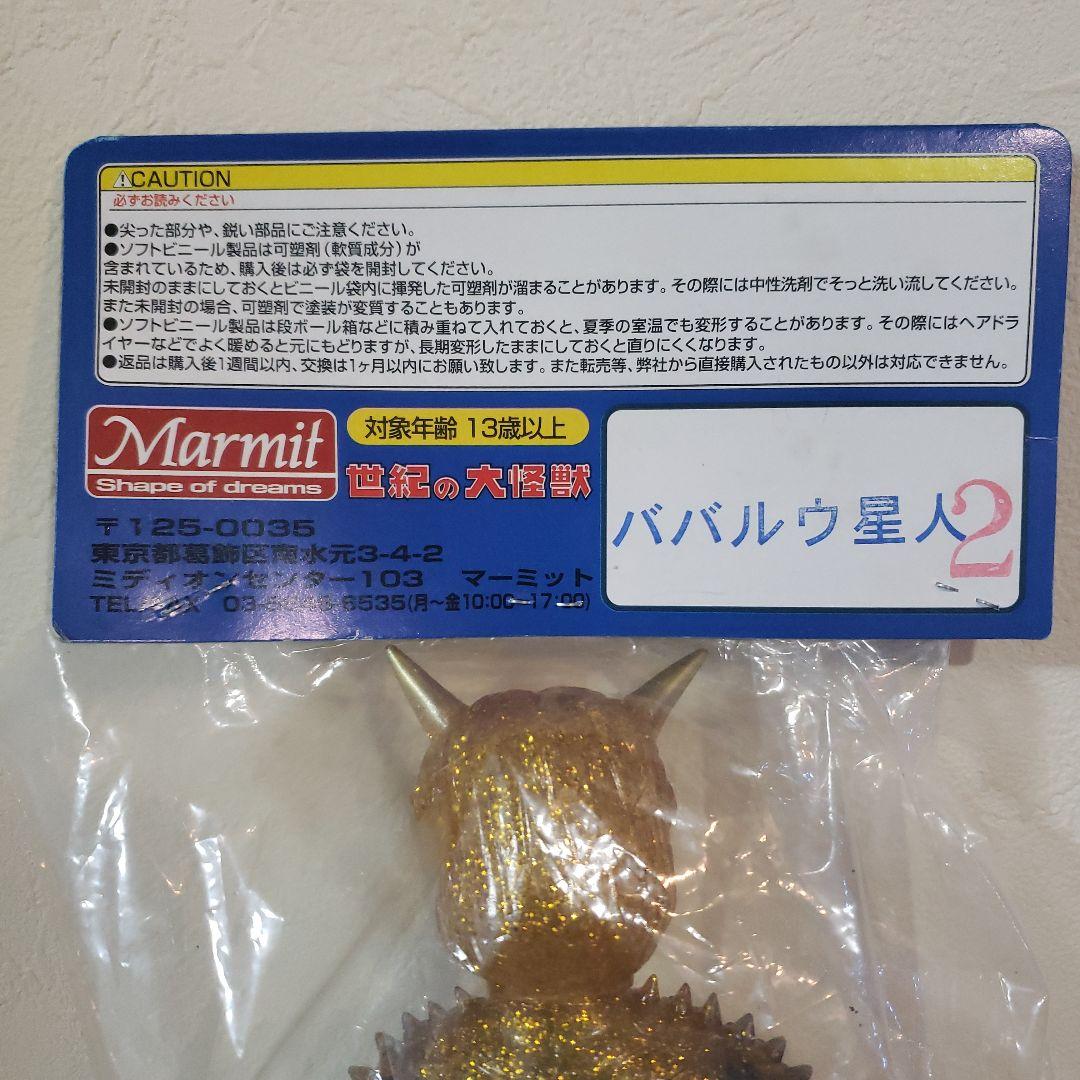 ⚠CAUTION
必ずお読みください
●尖った部分や、鋭い部品にご注意ください。
●ソフトビニール製品は可塑剤(軟質成分)が
含まれているため、購入後は必ず袋を開封してください。
未開封のままにしておくとビニール袋内に揮発した可塑剤が溜まることがあります。その際には中性洗剤でそっと洗い流してください。
また未開封の場合、可塑剤で塗装が変質することもあります。
●ソフトビニール製品は段ボール箱などに積み重ねて入れておくと、夏季の室温でも変形することがあります。その際にはヘアドラ
イヤーなどでよく暖めると元にもどりますが、長期変形したままにしておくと直りにくくなります。
●返品は購入後1週間以内、交換は1ヶ月以内にお願い致します。また転売等、弊社から直接購入されたもの以外は対応できません。
Marmit
Shape of dreams
対象年齢 13歳以上
世紀の大怪獣
〒125-0035
東京都葛飾区南水元3-4-2
ミディオンセンター103 マーミット
TEL/FAX (月〜金10:00〜17:00)
ババルウ星人2